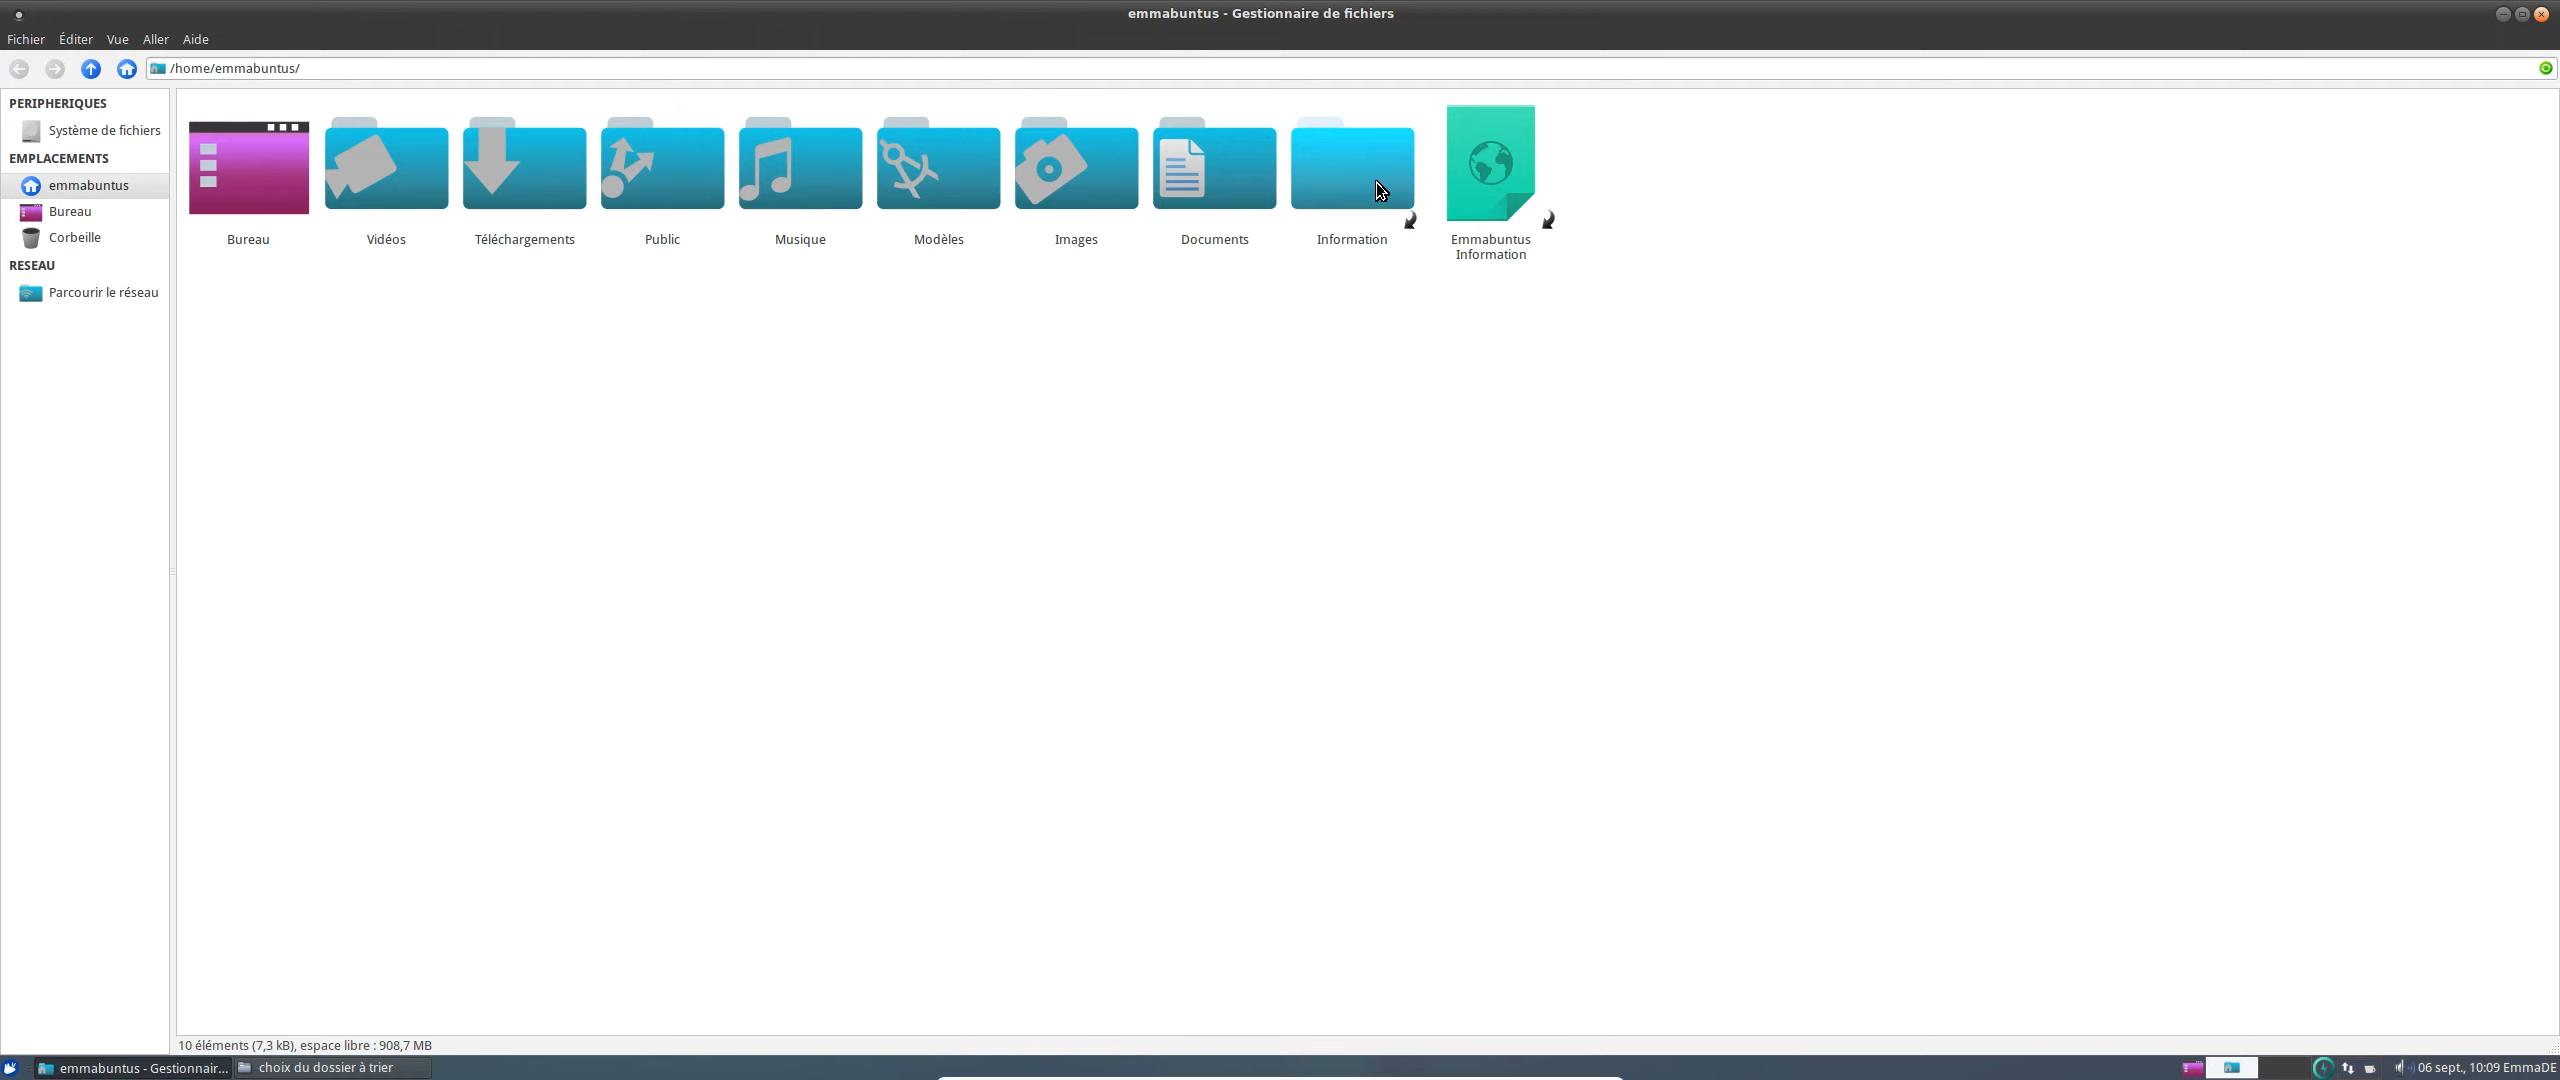 emmabuntus - Gestionnaire de fichiers
Fichier Éditer Vue Aller Aide
/home/emmabuntus/
PERIPHERIQUES
Système de fichiers
EMPLACEMENTS
emmabuntus
Bureau
Corbeille
RESEAU
Parcourir le réseau
Bureau Vidéos Téléchargements Public Musique Modèles Images Documents Information Emmabuntus
Information
10 éléments (7,3 kB), espace libre : 908,7 MB
emmabuntus - Gestionnair... choix du dossier à trier 06 sept., 10:09 EmmaDE